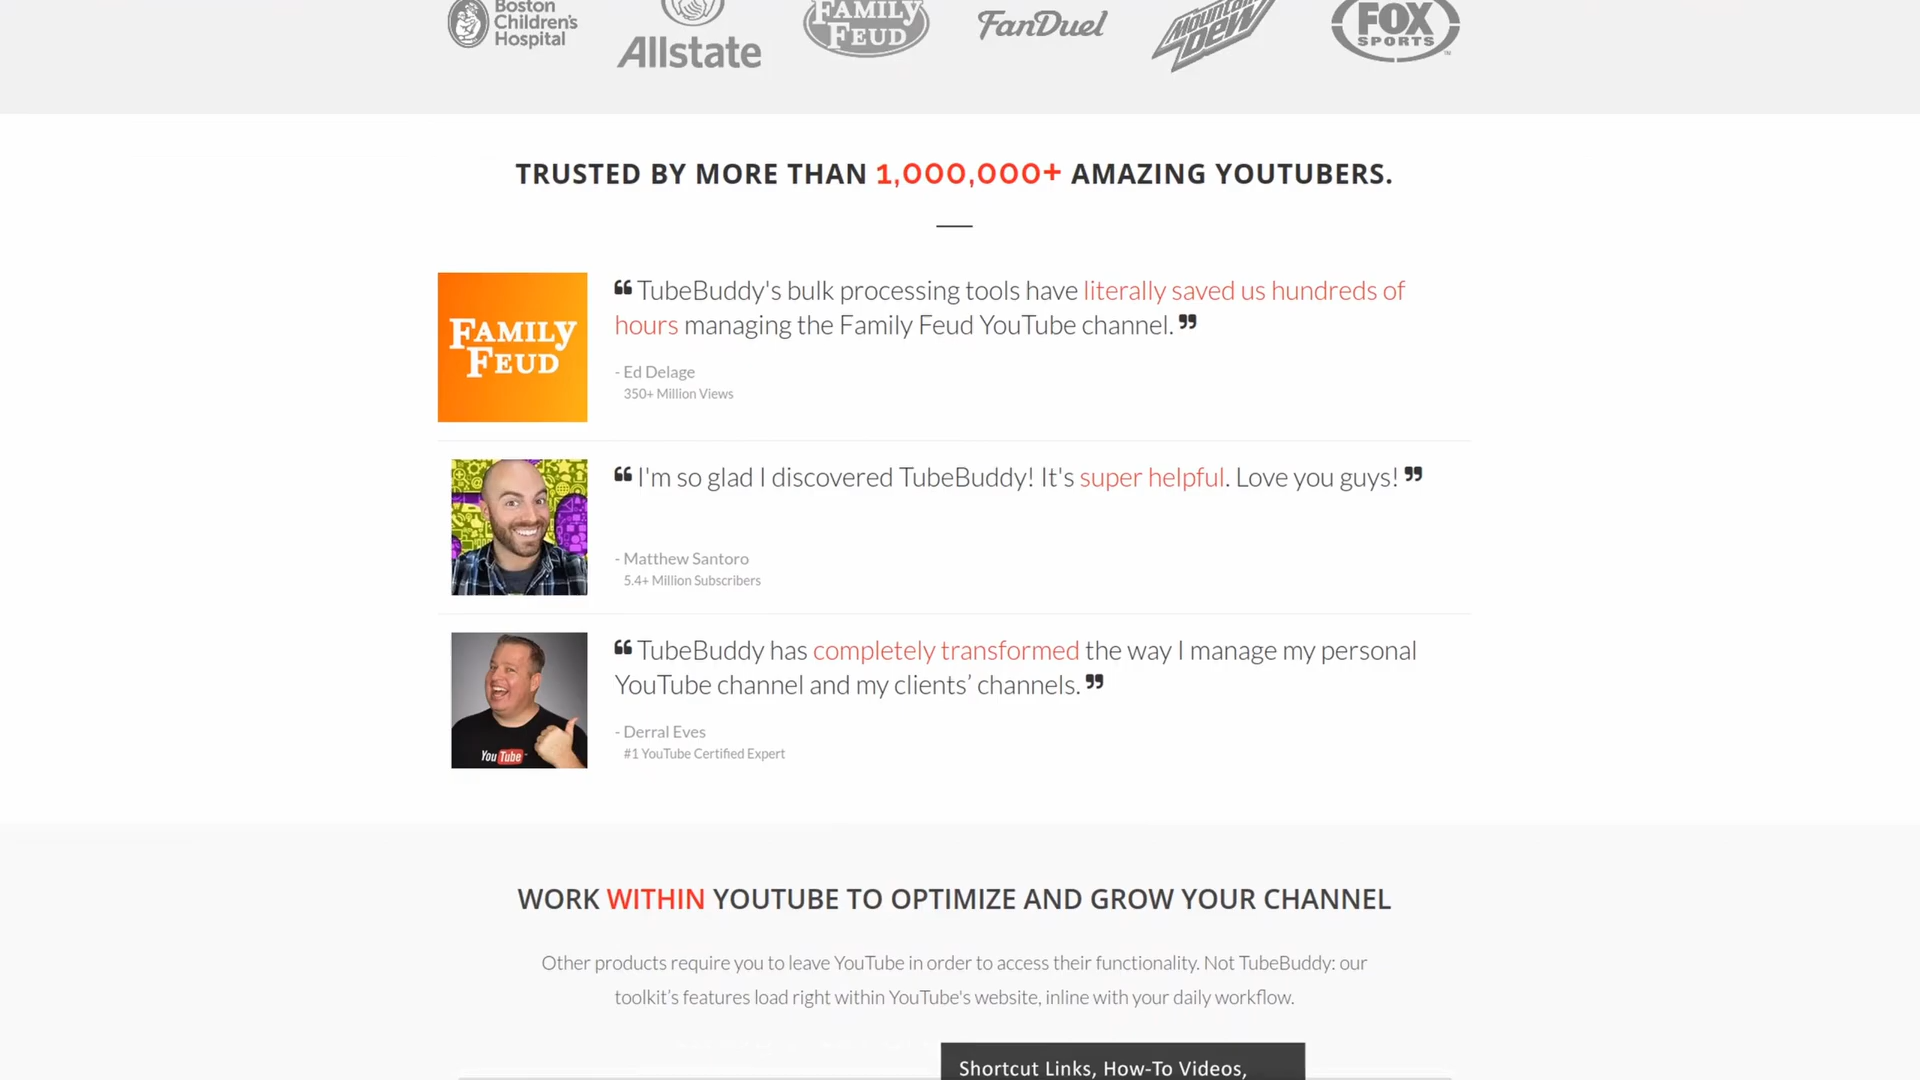 Boston
Children's
Hospital
Allstate
FAMILY
FEUD
FanDuel
Mountain
Dew
FOX
SPORTS
TM
TRUSTED BY MORE THAN 1,000,000+ AMAZING YOUTUBERS.
FAMILY
FEUD
❝ TubeBuddy's bulk processing tools have literally saved us hundreds of
hours managing the Family Feud YouTube channel. ❞
- Ed Delage
350+ Million Views
❝ I'm so glad I discovered TubeBuddy! It's super helpful. Love you guys! ❞
- Matthew Santoro
5.4+ Million Subscribers
❝ TubeBuddy has completely transformed the way I manage my personal
YouTube channel and my clients’ channels. ❞
You Tube
- Derral Eves
#1 YouTube Certified Expert
WORK WITHIN YOUTUBE TO OPTIMIZE AND GROW YOUR CHANNEL
Other products require you to leave YouTube in order to access their functionality. Not TubeBuddy: our
toolkit’s features load right within YouTube's website, inline with your daily workflow.
Shortcut Links, How-To Videos,